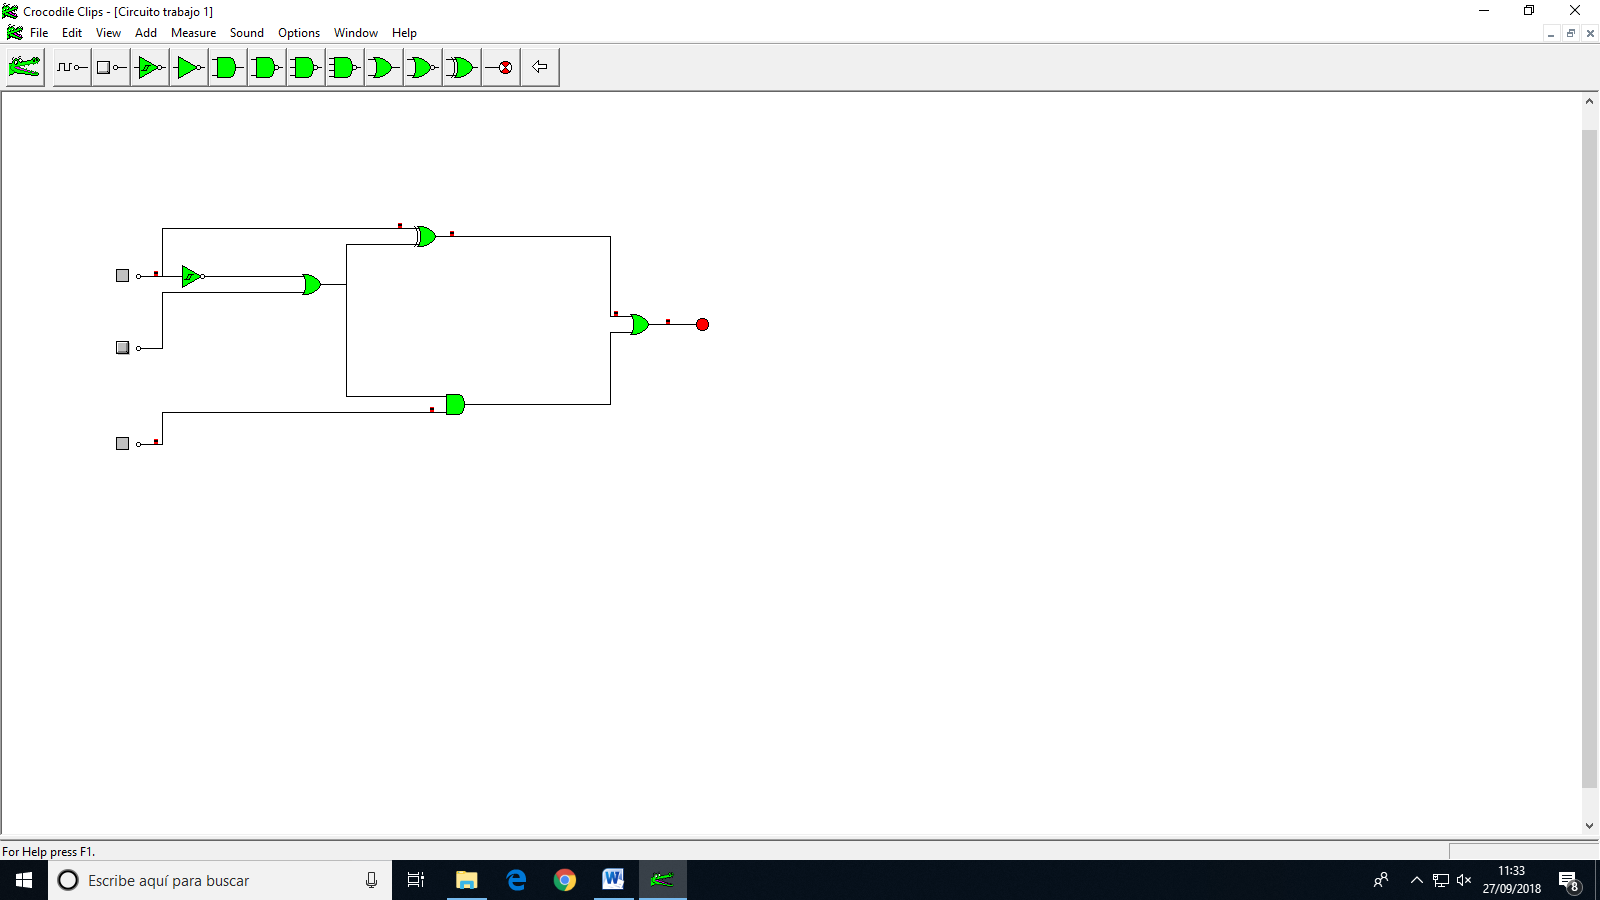 Crocodile Clips - [Circuito trabajo 1]
File Edit View Add Measure Sound Options Window Help
For Help press F1.
Escribe aquí para buscar
11:33
27/09/2018
8